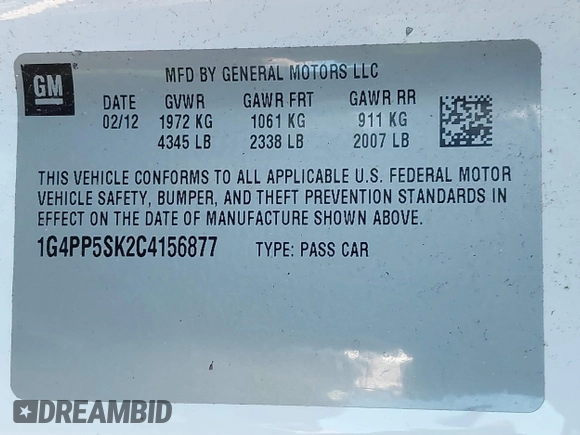 GM
MFD BY GENERAL MOTORS LLC
DATE GVWR GAWR FRT GAWR RR
02/12 1972 KG 1061 KG 911 KG
4345 LB 2338 LB 2007 LB
THIS VEHICLE CONFORMS TO ALL APPLICABLE U.S. FEDERAL MOTOR
VEHICLE SAFETY, BUMPER, AND THEFT PREVENTION STANDARDS IN
EFFECT ON THE DATE OF MANUFACTURE SHOWN ABOVE.
1G4PP5SK2C4156877 TYPE: PASS CAR
DREAMBID